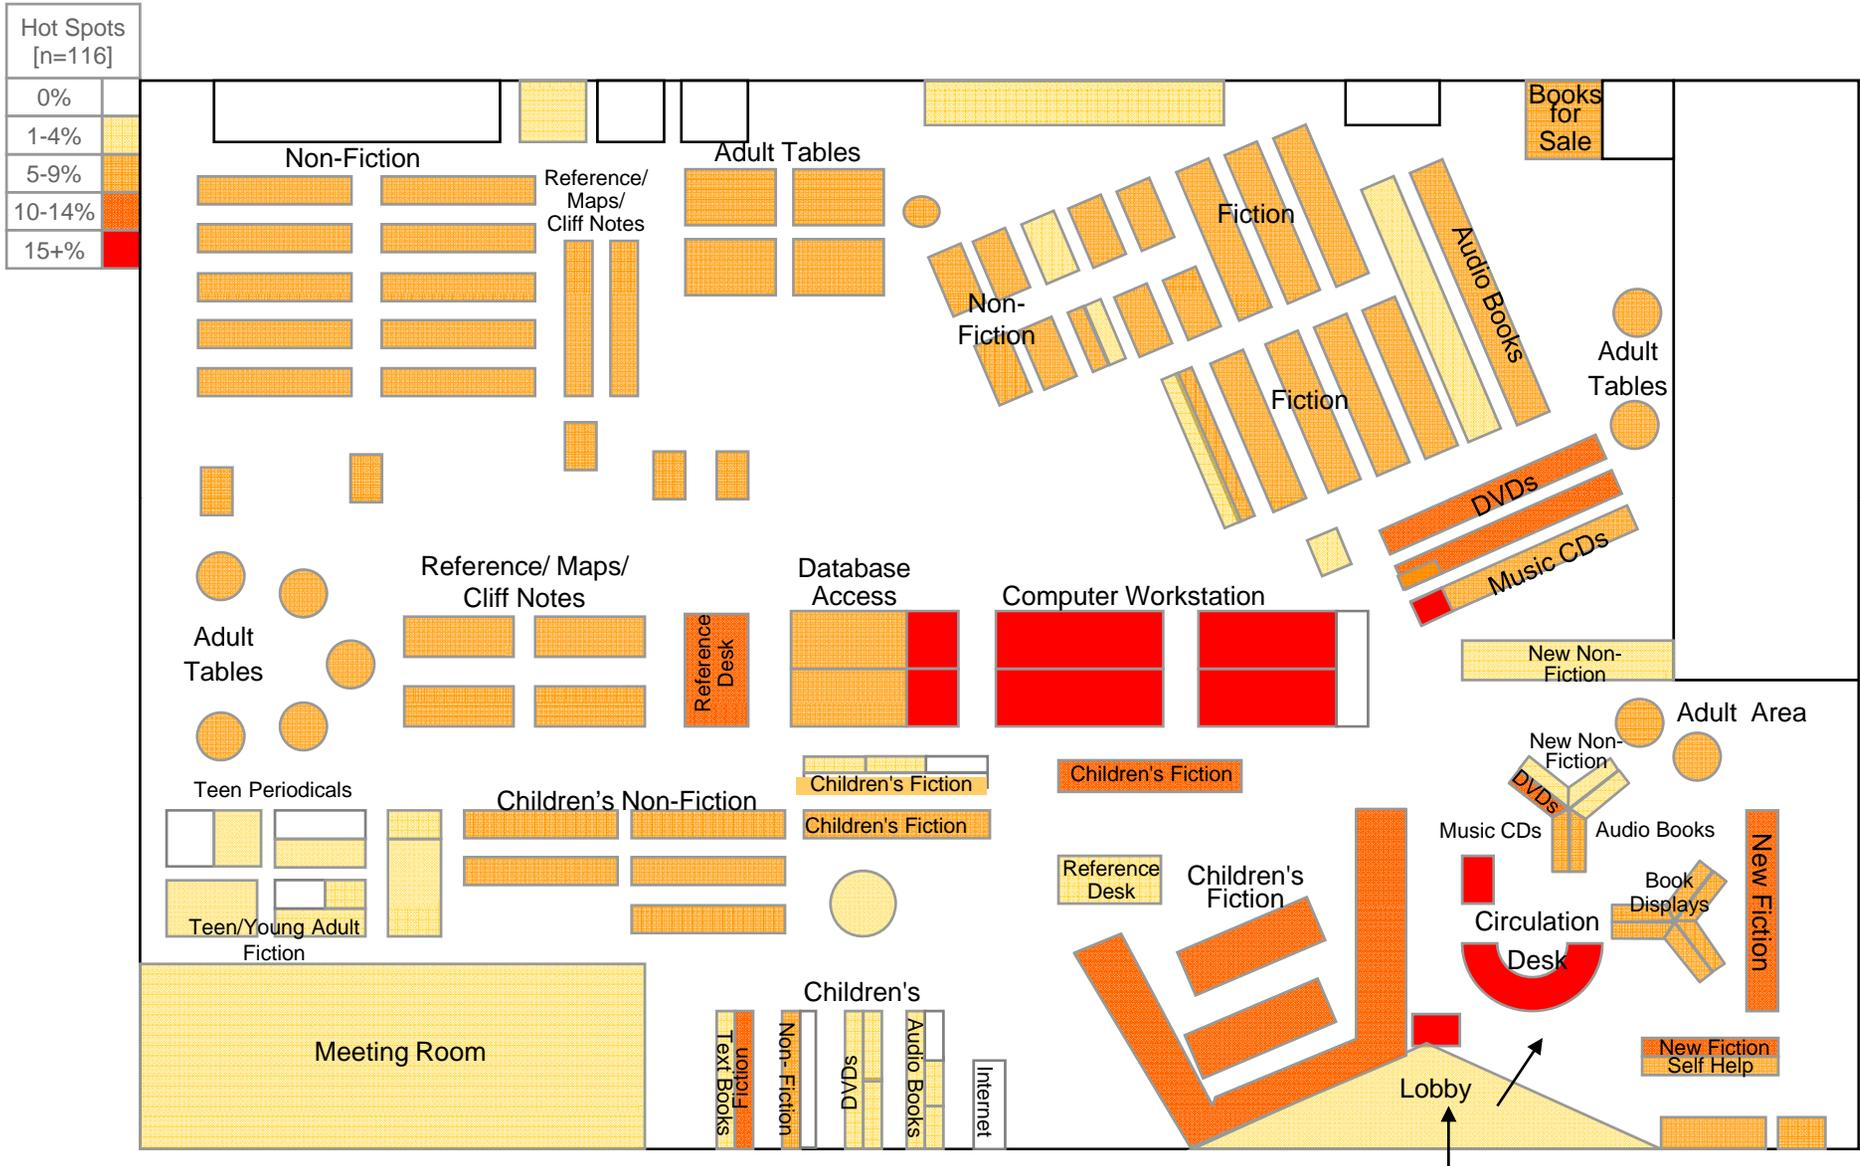 Hot Spots
[n=116]
0%
1-4%
5-9%
10-14%
15+%
Books
for
Sale
Non-Fiction
Adult Tables
Reference/
Maps/
Cliff Notes
Fiction
Audio Books
Non-
Fiction
Adult
Tables
Fiction
DVDs
Music CDs
Reference/ Maps/
Cliff Notes
Database
Access
Computer Workstation
Adult
Tables
Reference
Desk
New Non-
Fiction
Adult Area
New Non-
Fiction
DVDs
Teen Periodicals
Children's Non-Fiction
Children's Fiction
Children's Fiction
Children's Fiction
Music CDs
Audio Books
New Fiction
Reference
Desk
Children's
Fiction
Book
Displays
Circulation
Desk
Teen/Young Adult
Fiction
Children's
Meeting Room
Text Books
Fiction
Non- Fiction
DVDs
Audio Books
Internet
Lobby
New Fiction
Self Help